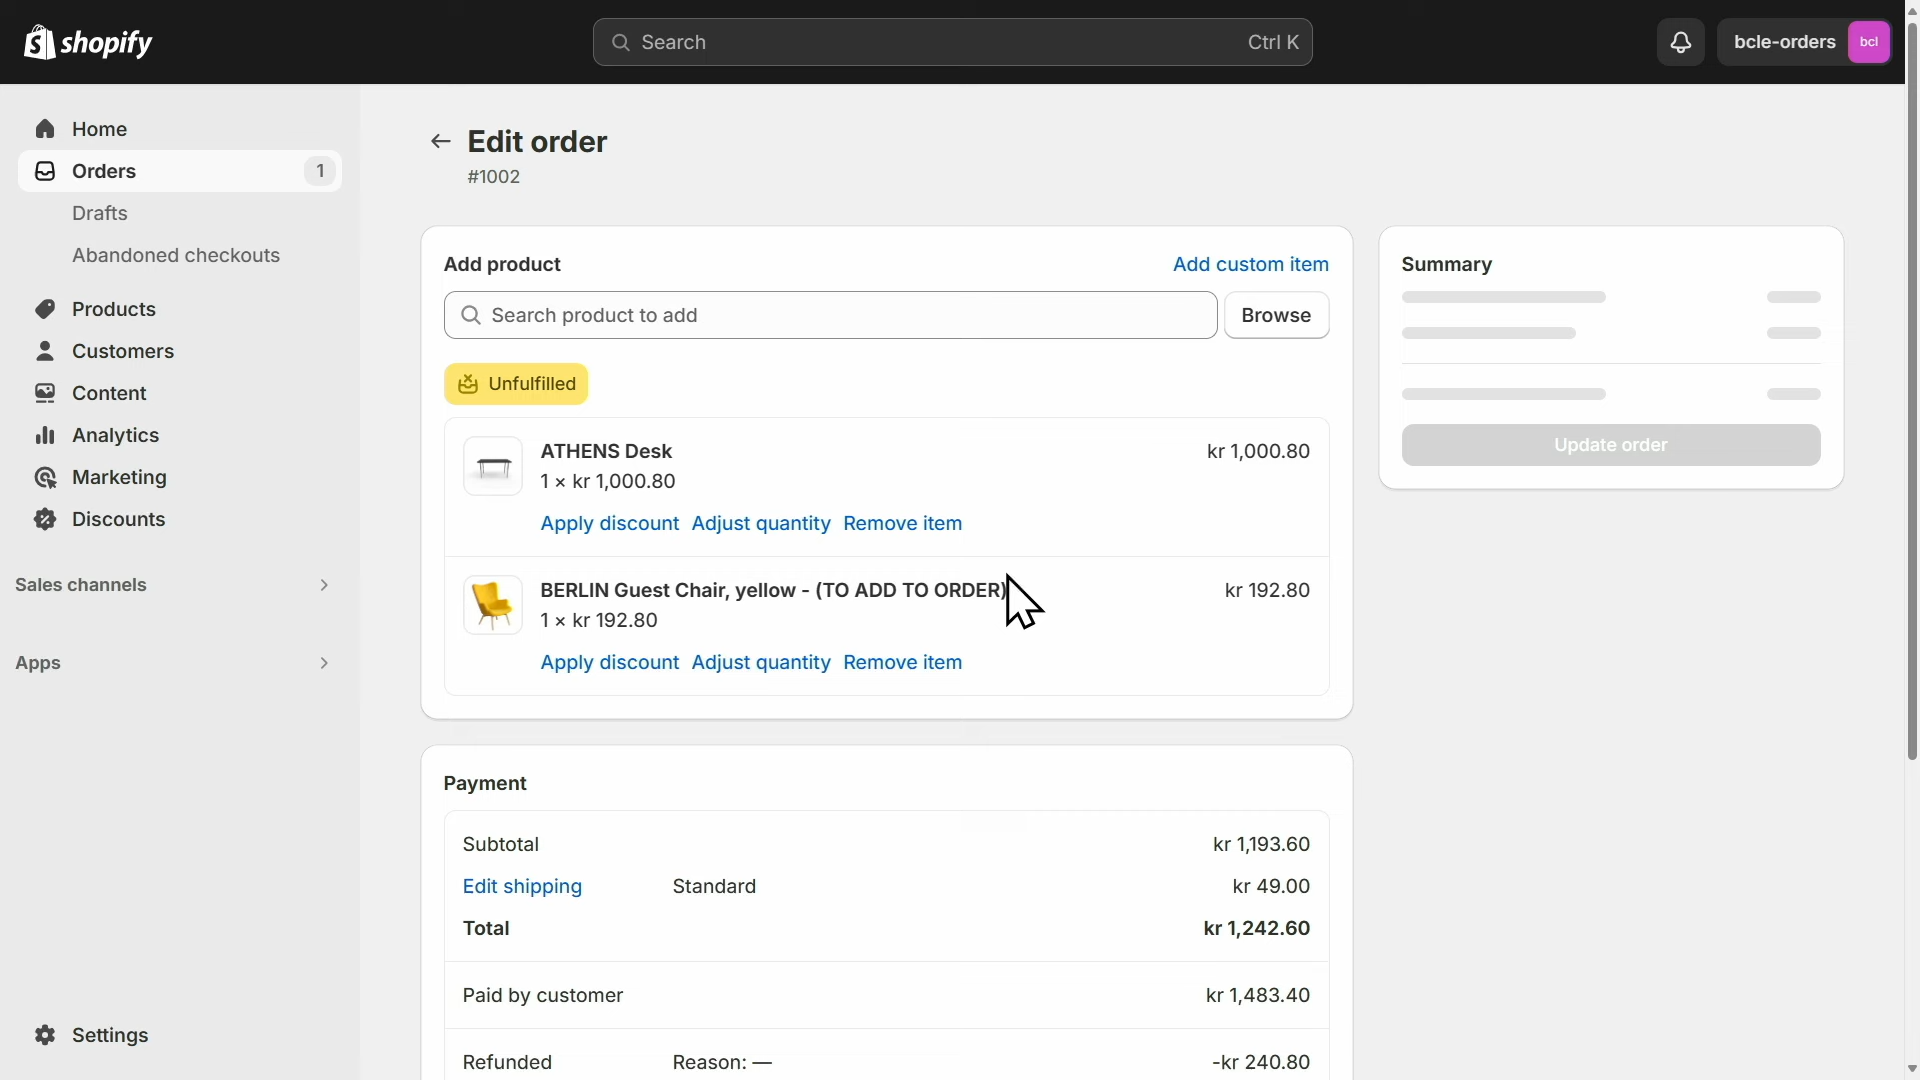 shopify
Search
Ctrl K
bcle-orders
bcl
Home
Orders
1
Drafts
Abandoned checkouts
Products
Customers
Content
Analytics
Marketing
Discounts
Sales channels
Apps
Settings
Edit order
#1002
Add product
Add custom item
Search product to add
Browse
Unfulfilled
ATHENS Desk
kr 1,000.80
1 × kr 1,000.80
Apply discount Adjust quantity Remove item
BERLIN Guest Chair, yellow - (TO ADD TO ORDER)
kr 192.80
1 × kr 192.80
Apply discount Adjust quantity Remove item
Payment
Subtotal
kr 1,193.60
Edit shipping
Standard
kr 49.00
Total
kr 1,242.60
Paid by customer
kr 1,483.40
Refunded
Reason: —
-kr 240.80
Summary
Update order